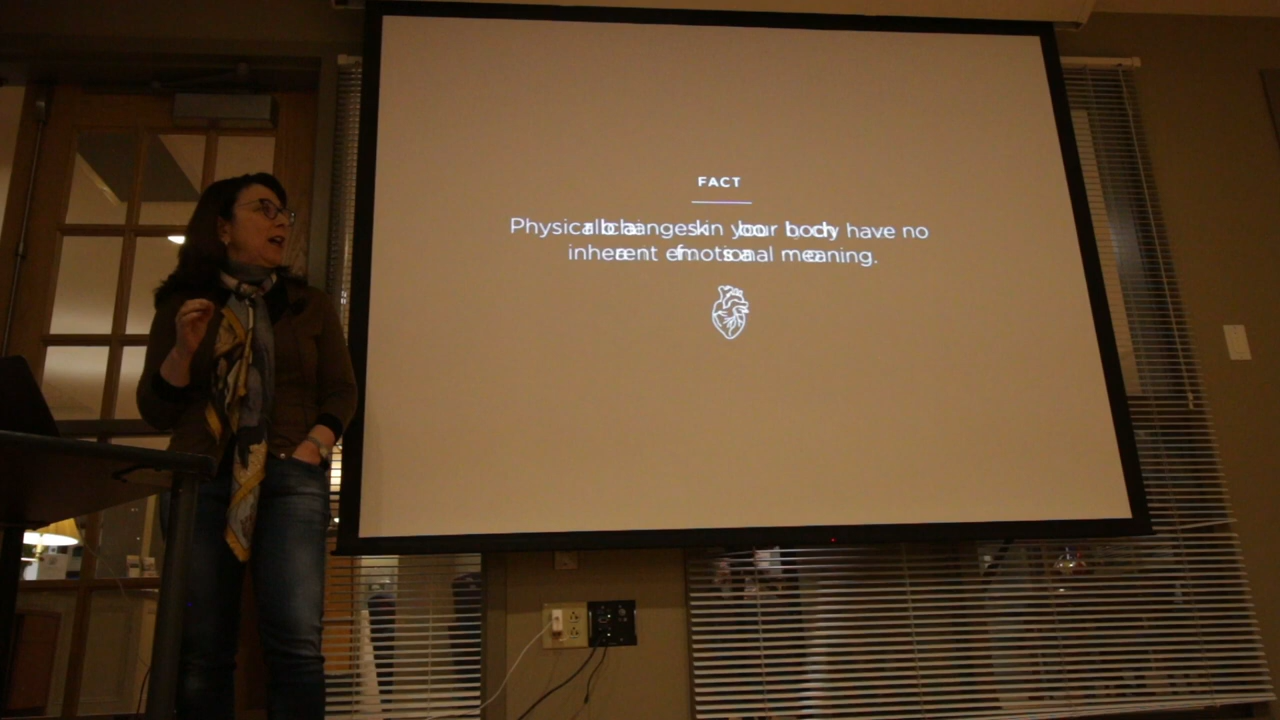 FACT
Physical changes in your body have no
inherent emotional meaning.